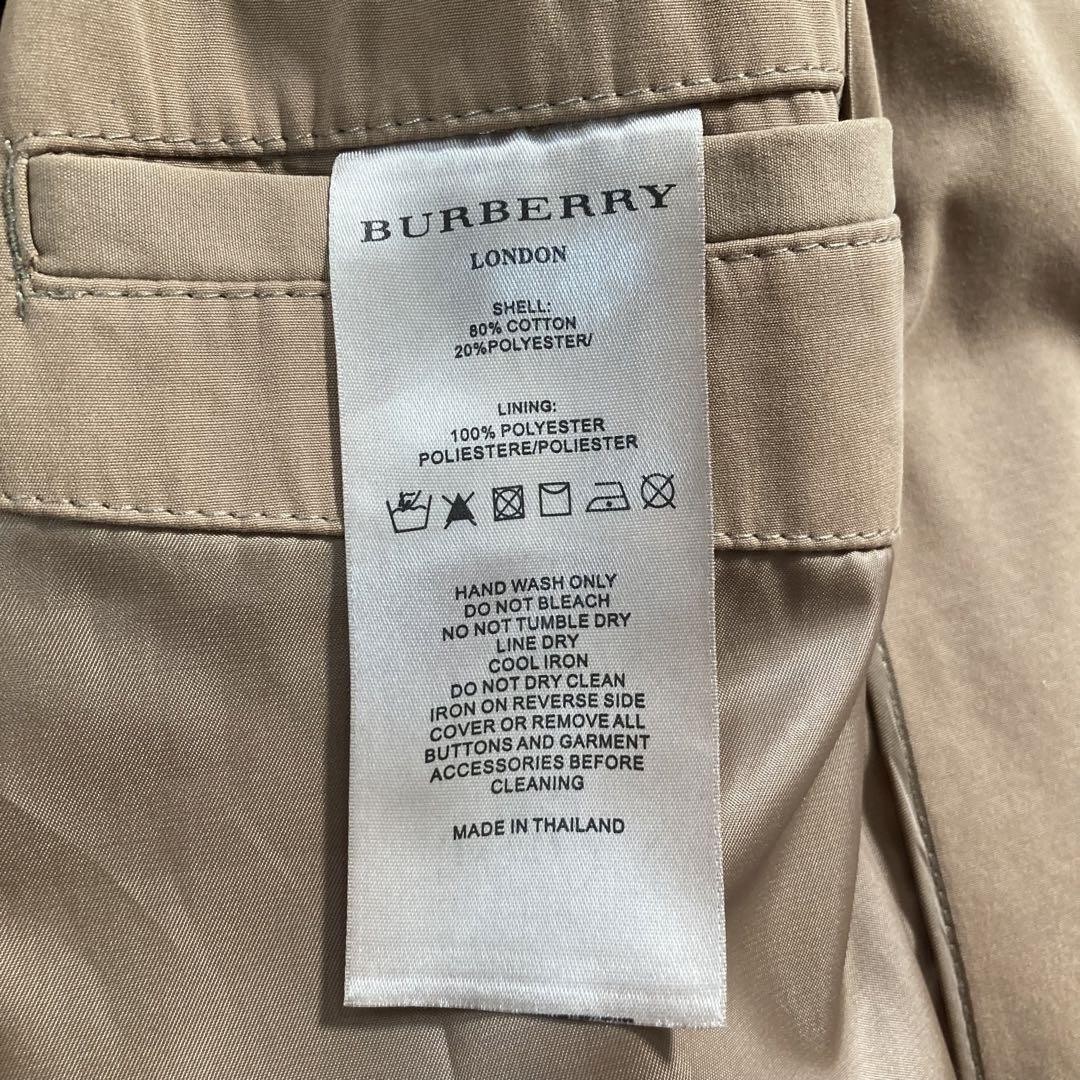 BURBERRY
LONDON
SHELL:
80% COTTON
20%POLYESTER/
LINING:
100% POLYESTER
POLIESTERE/POLIESTER
HAND WASH ONLY
DO NOT BLEACH
NO NOT TUMBLE DRY
LINE DRY
COOL IRON
DO NOT DRY CLEAN
IRON ON REVERSE SIDE
COVER OR REMOVE ALL
BUTTONS AND GARMENT
ACCESSORIES BEFORE
CLEANING
MADE IN THAILAND